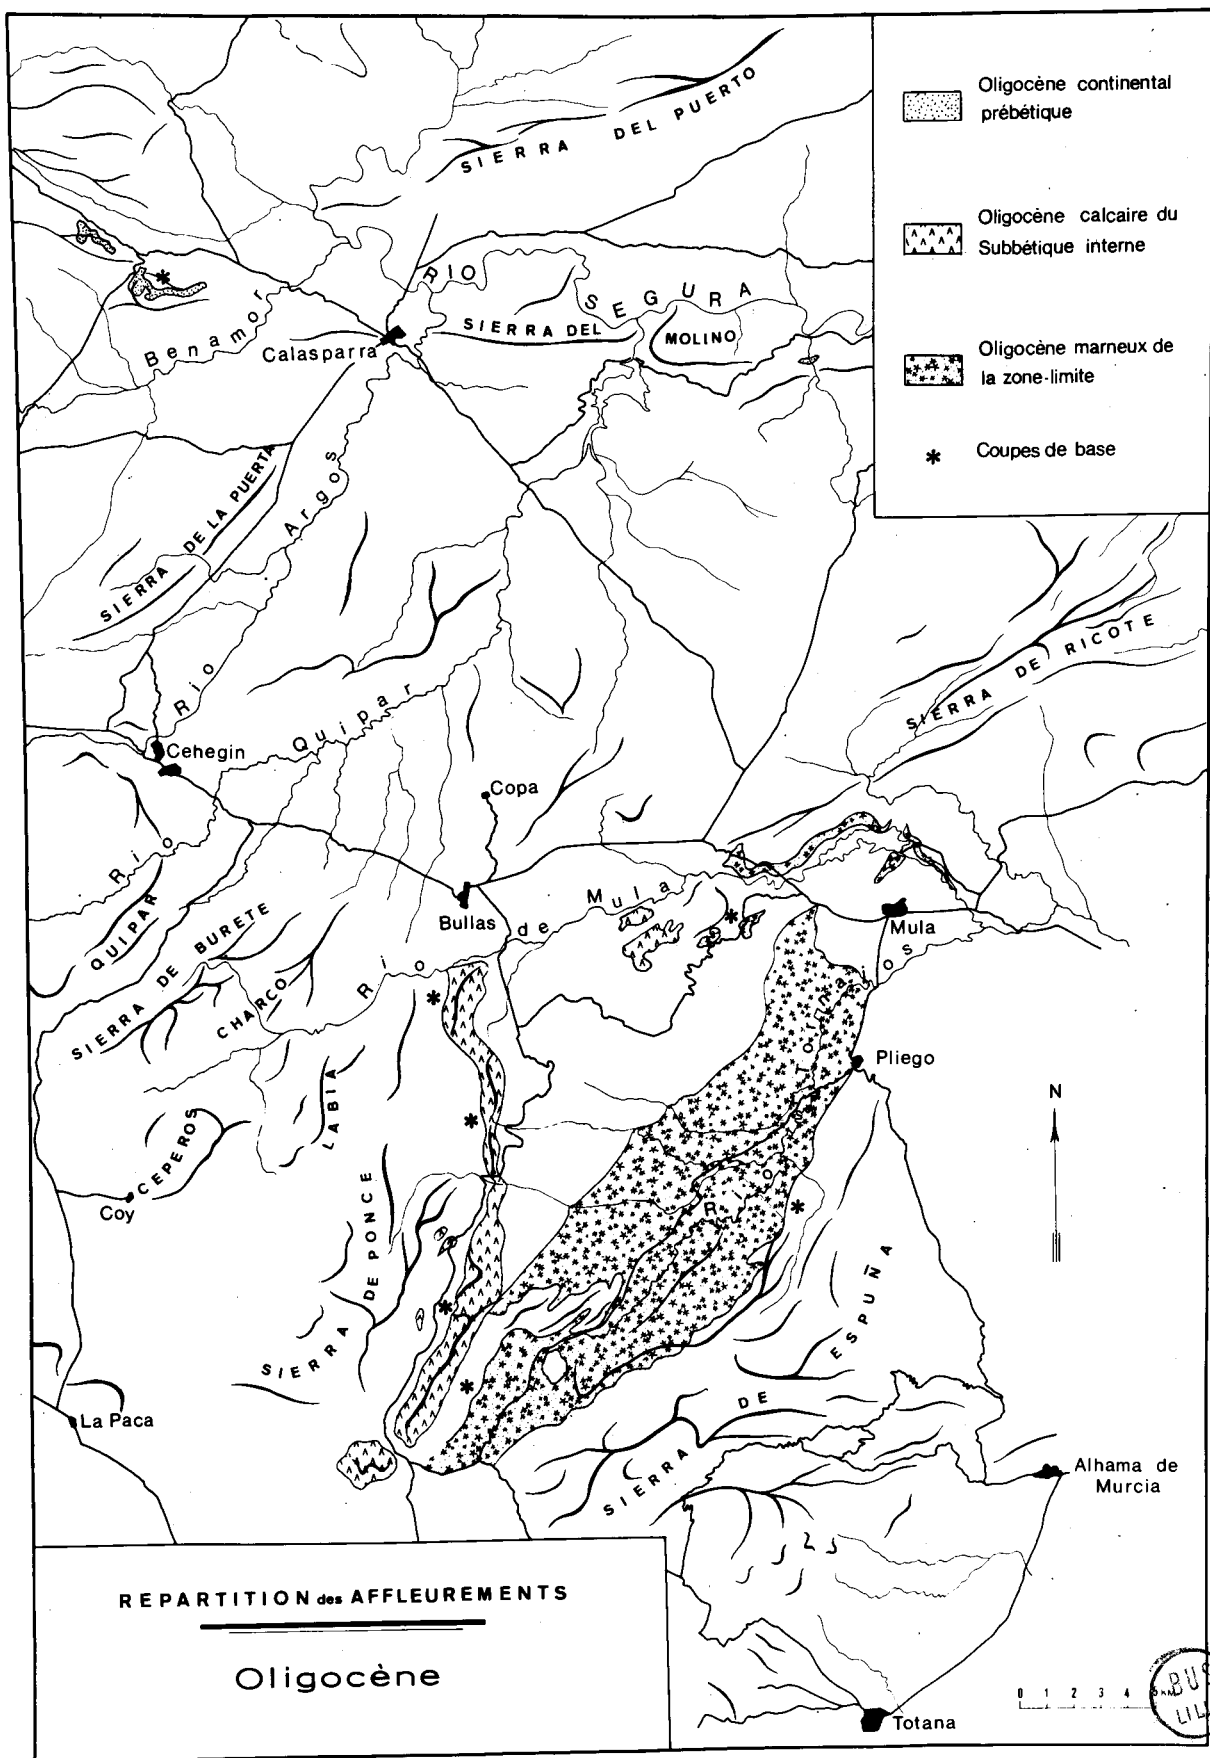 Oligocène continental
prébétique
Oligocène calcaire du
Subbétique interne
Oligocène marneux de
la zone-limite
Coupes de base
SIERRA DEL PUERTO
RIO SEGURA
SIERRA DEL MOLINO
Benamor
Calasparra
SIERRA DE LA PUERTA
Rio Argos
SIERRA DE RICOTE
Cehegin
Rio Quipar
Copa
QUIPAR
SIERRA DE BURETE
Bullas
Rio de Mula
Mula
CHARCO
LABIA
Pliego
CEPEROS
Coy
SIERRA DE PONCE
N
SIERRA DE ESPUÑA
La Paca
Alhama de
Murcia
REPARTITION des AFFLEUREMENTS
Oligocène
0 1 2 3 4
Totana
BUS